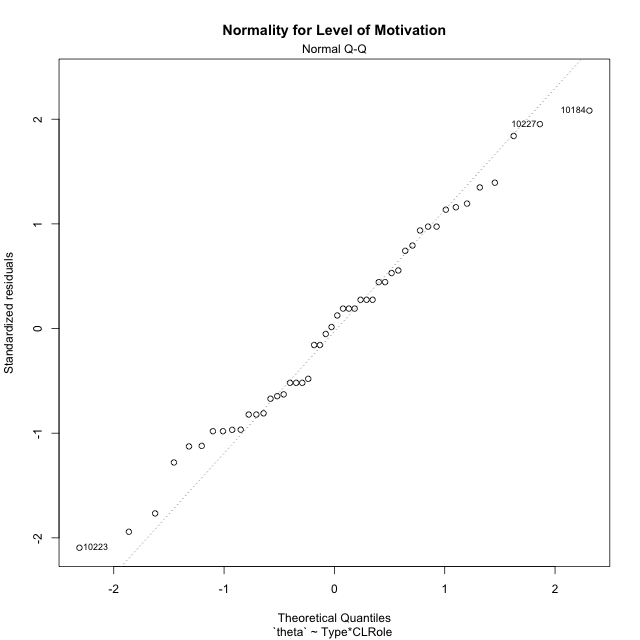 Normality for Level of Motivation
Normal Q-Q
Standardized residuals
2
1
0
-1
-2
10184
10227
10223
-2 -1 0 1 2
Theoretical Quantiles
`theta` ~ Type*CLRole